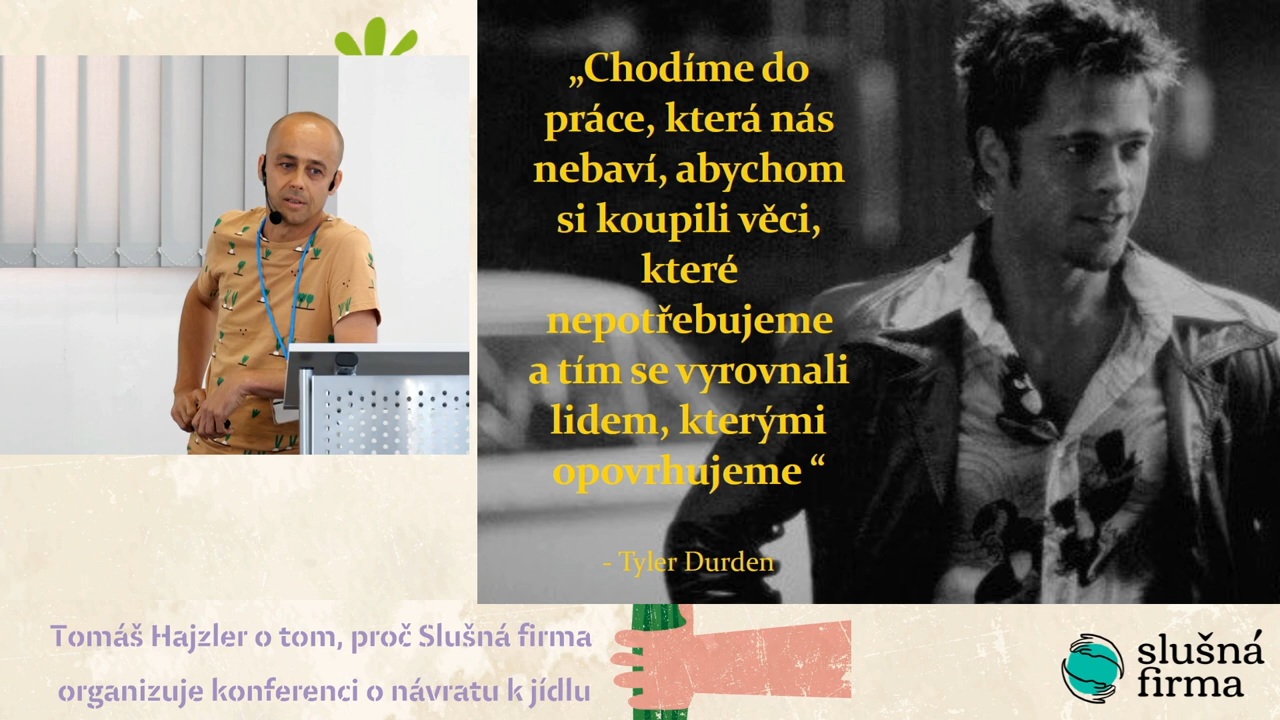 „Chodíme do
práce, která nás
nebaví, abychom
si koupili věci,
které
nepotřebujeme
a tím se vyrovnali
lidem, kterými
opovrhujeme “
- Tyler Durden
Tomáš Hajzler o tom, proč Slušná firma
organizuje konferenci o návratu k jídlu
slušná
firma